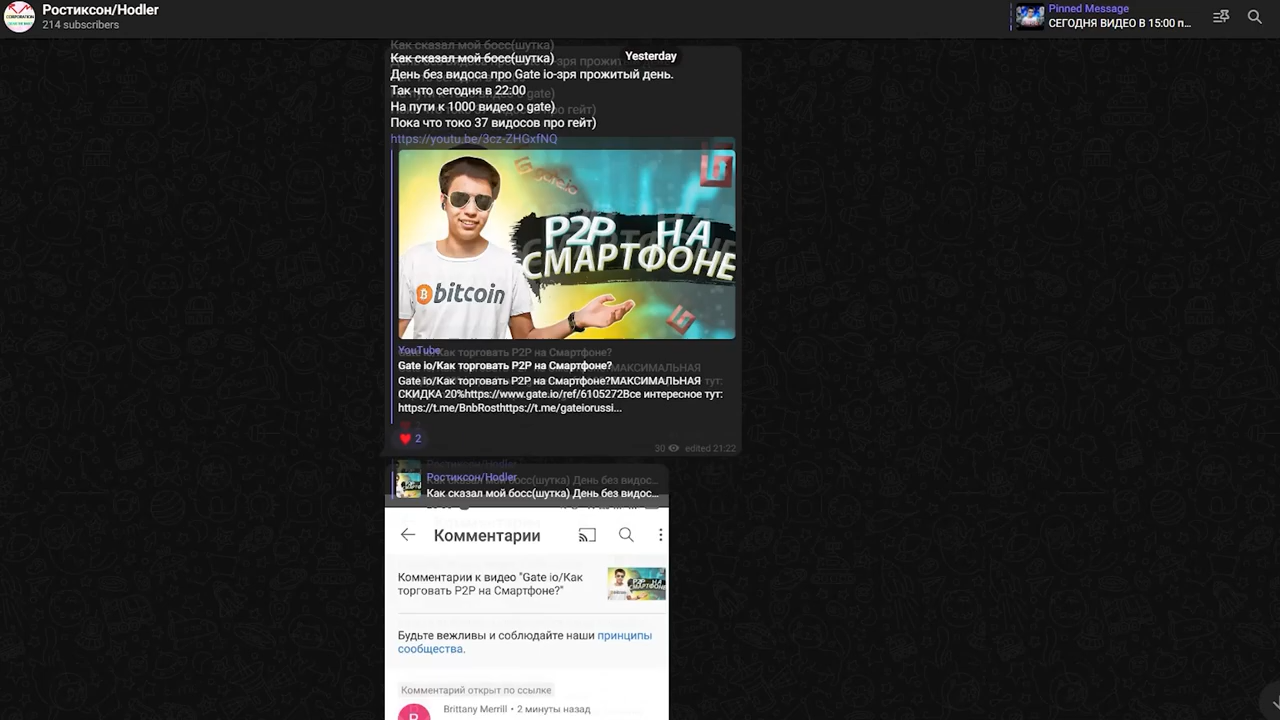 Ростиксон/Hodler
214 subscribers
Pinned Message
СЕГОДНЯ ВИДЕО В 15:00 п...
Yesterday
Как сказал мой босс(шутка)
День без видоса про Gate io-зря прожитый день.
Так что сегодня в 22:00
На пути к 1000 видео о gate)
Пока что токо 37 видосов про гейт)
https://youtu.be/3cz-ZHGxfNQ
P2P НА
СМАРТФОНЕ
bitcoin
YouTube
Gate io/Как торговать P2P на Смартфоне?
Gate io/Как торговать P2P на Смартфоне?МАКСИМАЛЬНАЯ
СКИДКА 20%https://www.gate.io/ref/6105272Все интересное тут:
https://t.me/BnbRosthttps://t.me/gateiorussi...
2
30 edited 21:22
Ростиксон/Hodler
Как сказал мой босс(шутка) День без видос...
Комментарии
Комментарии к видео "Gate io/Как
торговать P2P на Смартфоне?"
Будьте вежливы и соблюдайте наши принципы
сообщества.
Комментарий открыт по ссылке
Brittany Merrill • 2 минуты назад